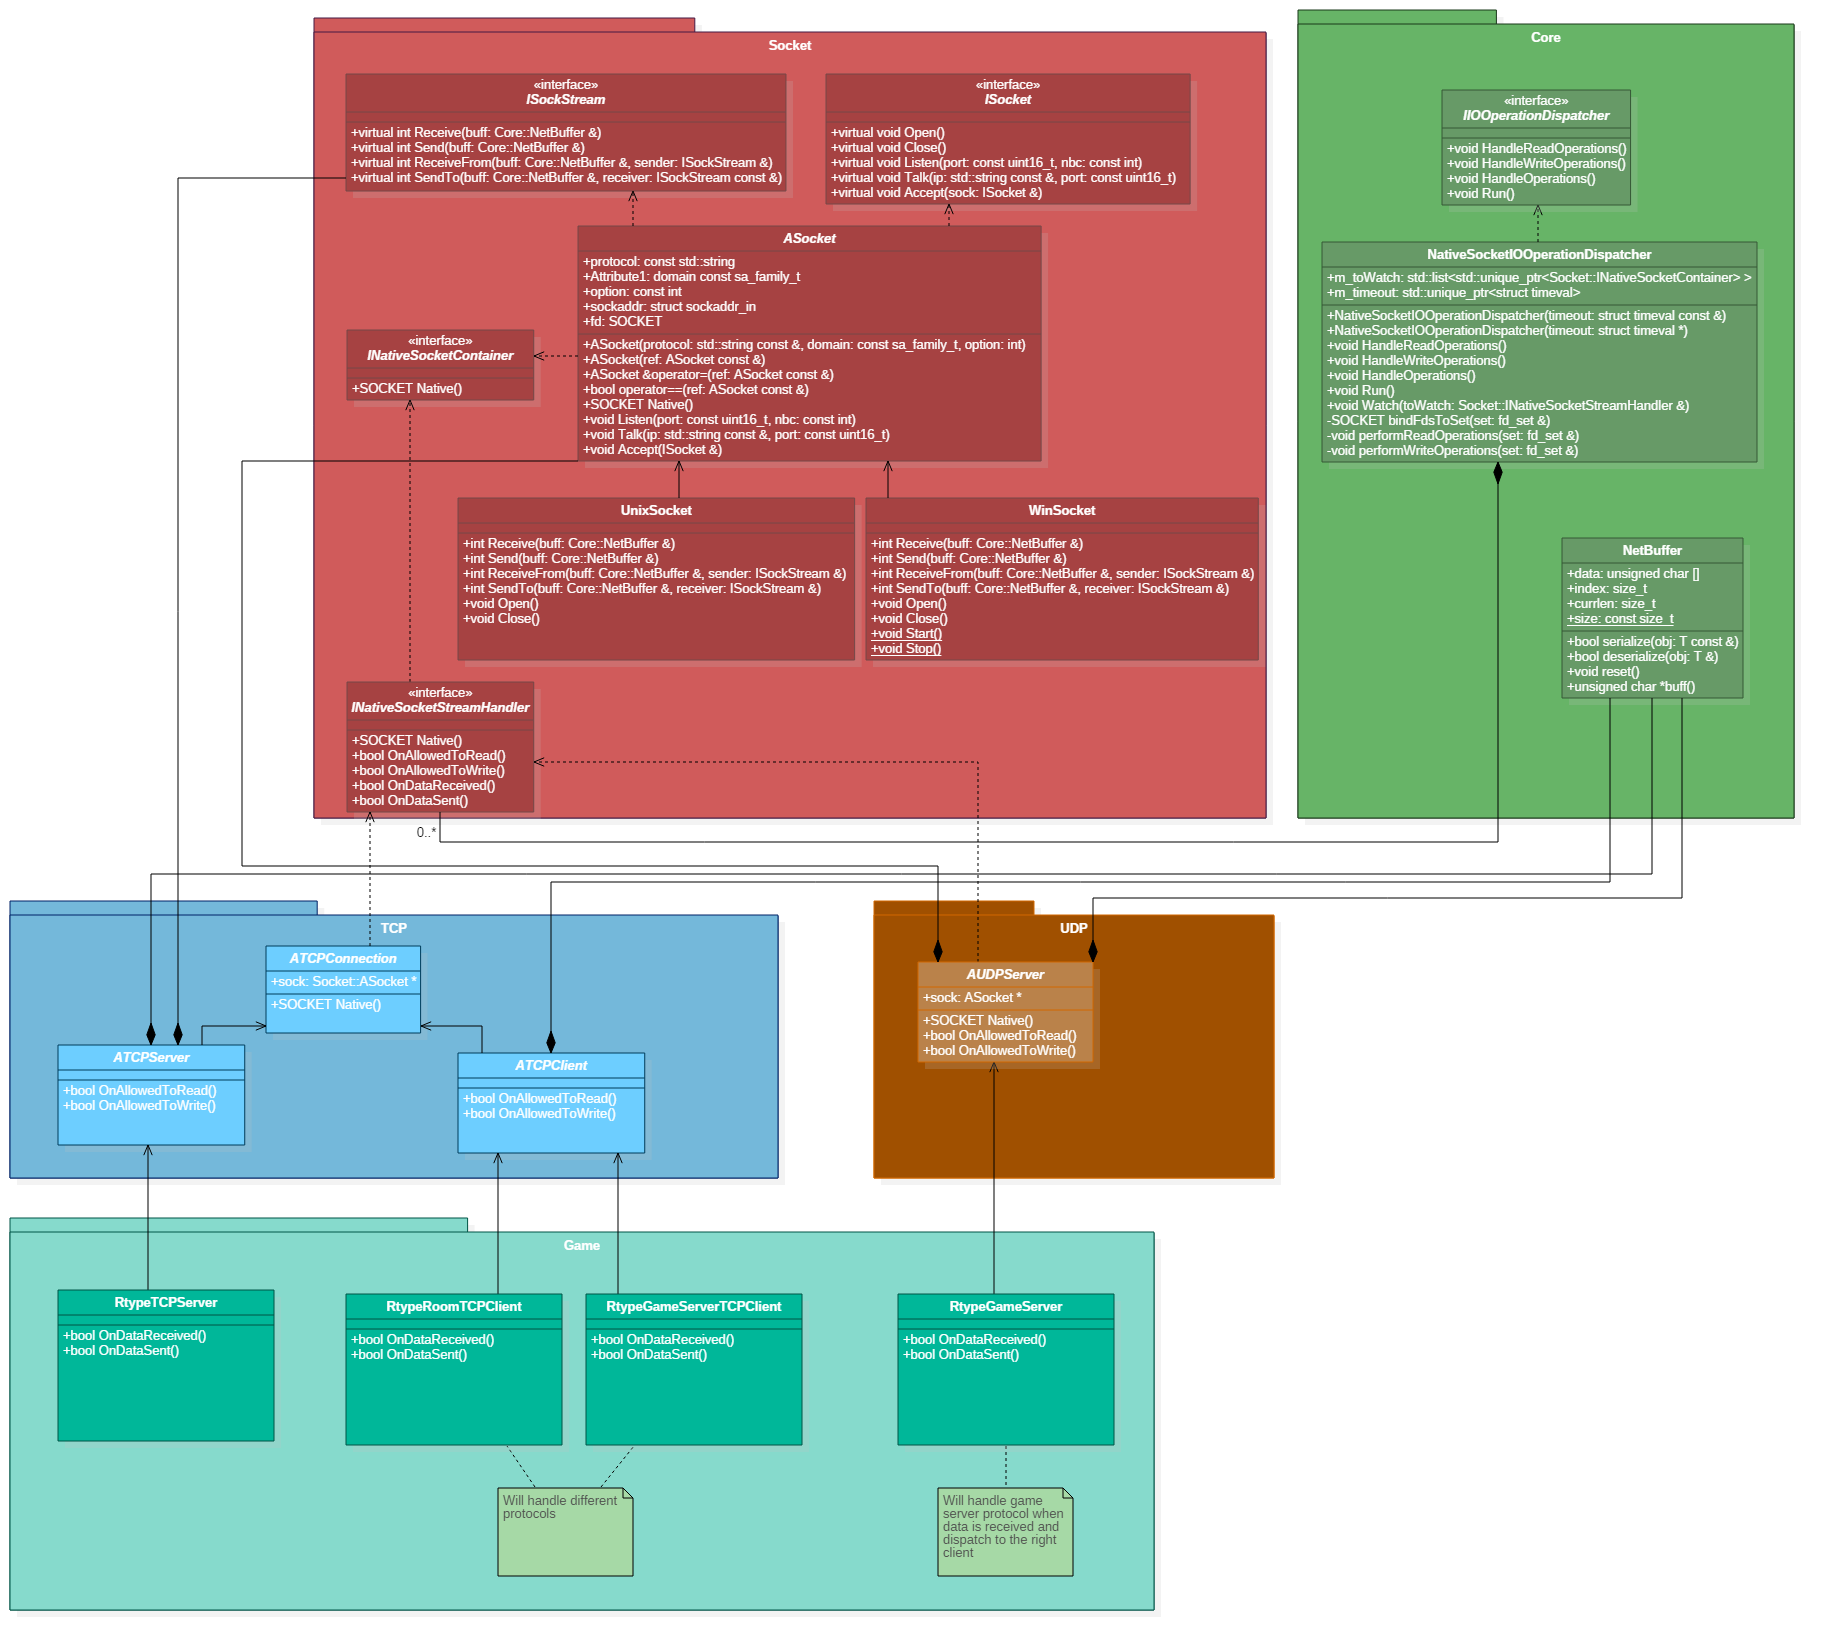 Socket
«interface»
ISockStream
+virtual int Receive(buff: Core::NetBuffer &)
+virtual int Send(buff: Core::NetBuffer &)
+virtual int ReceiveFrom(buff: Core::NetBuffer &, sender: ISockStream &)
+virtual int SendTo(buff: Core::NetBuffer &, receiver: ISockStream const &)
«interface»
ISocket
+virtual void Open()
+virtual void Close()
+virtual void Listen(port: const uint16_t, nbc: const int)
+virtual void Talk(ip: std::string const &, port: const uint16_t)
+virtual void Accept(sock: ISocket &)
ASocket
+protocol: const std::string
+Attribute1: domain const sa_family_t
+option: const int
+sockaddr: struct sockaddr_in
+fd: SOCKET
+ASocket(protocol: std::string const &, domain: const sa_family_t, option: int)
+ASocket(ref: ASocket const &)
+ASocket &operator=(ref: ASocket const &)
+bool operator==(ref: ASocket const &)
+SOCKET Native()
+void Listen(port: const uint16_t, nbc: const int)
+void Talk(ip: std::string const &, port: const uint16_t)
+void Accept(ISocket &)
«interface»
INativeSocketContainer
+SOCKET Native()
UnixSocket
+int Receive(buff: Core::NetBuffer &)
+int Send(buff: Core::NetBuffer &)
+int ReceiveFrom(buff: Core::NetBuffer &, sender: ISockStream &)
+int SendTo(buff: Core::NetBuffer &, receiver: ISockStream &)
+void Open()
+void Close()
WinSocket
+int Receive(buff: Core::NetBuffer &)
+int Send(buff: Core::NetBuffer &)
+int ReceiveFrom(buff: Core::NetBuffer &, sender: ISockStream &)
+int SendTo(buff: Core::NetBuffer &, receiver: ISockStream &)
+void Open()
+void Close()
+void Start()
+void Stop()
«interface»
INativeSocketStreamHandler
+SOCKET Native()
+bool OnAllowedToRead()
+bool OnAllowedToWrite()
+bool OnDataReceived()
+bool OnDataSent()
0..*
Core
«interface»
IIOOperationDispatcher
+void HandleReadOperations()
+void HandleWriteOperations()
+void HandleOperations()
+void Run()
NativeSocketIOOperationDispatcher
+m_toWatch: std::list<std::unique_ptr<Socket::INativeSocketContainer> >
+m_timeout: std::unique_ptr<struct timeval>
+NativeSocketIOOperationDispatcher(timeout: struct timeval const &)
+NativeSocketIOOperationDispatcher(timeout: struct timeval *)
+void HandleReadOperations()
+void HandleWriteOperations()
+void HandleOperations()
+void Run()
+void Watch(toWatch: Socket::INativeSocketStreamHandler &)
-SOCKET bindFdsToSet(set: fd_set &)
-void performReadOperations(set: fd_set &)
-void performWriteOperations(set: fd_set &)
NetBuffer
+data: unsigned char []
+index: size_t
+currlen: size_t
+size: const size_t
+bool serialize(obj: T const &)
+bool deserialize(obj: T &)
+void reset()
+unsigned char *buff()
TCP
ATCPConnection
+sock: Socket::ASocket *
+SOCKET Native()
ATCPServer
+bool OnAllowedToRead()
+bool OnAllowedToWrite()
ATCPClient
+bool OnAllowedToRead()
+bool OnAllowedToWrite()
UDP
AUDPServer
+sock: ASocket *
+SOCKET Native()
+bool OnAllowedToRead()
+bool OnAllowedToWrite()
Game
RtypeTCPServer
+bool OnDataReceived()
+bool OnDataSent()
RtypeRoomTCPClient
+bool OnDataReceived()
+bool OnDataSent()
RtypeGameServerTCPClient
+bool OnDataReceived()
+bool OnDataSent()
RtypeGameServer
+bool OnDataReceived()
+bool OnDataSent()
Will handle different
protocols
Will handle game
server protocol when
data is received and
dispatch to the right
client